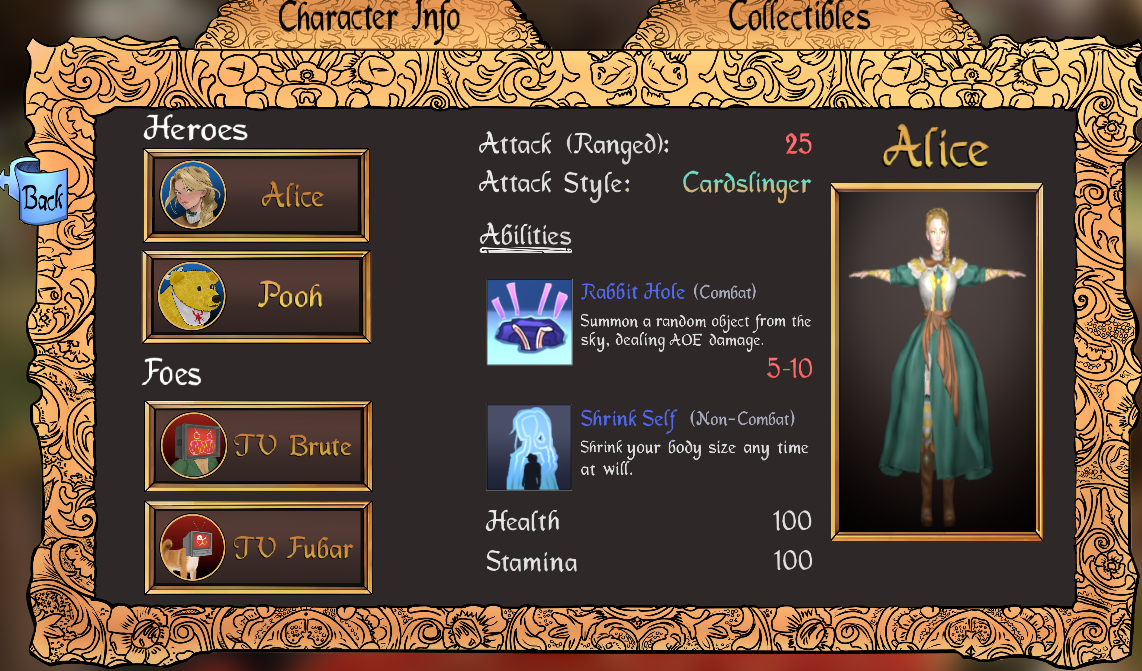 Character Info
Collectibles
Back
Heroes
Alice
Pooh
Foes
TV Brute
TV Fubar
Attack (Ranged): 25
Attack Style: Cardslinger
Abilities
Rabbit Hole (Combat)
Summon a random object from the
sky, dealing AOE damage.
5-10
Shrink Self (Non-Combat)
Shrink your body size any time
at will.
Health 100
Stamina 100
Alice